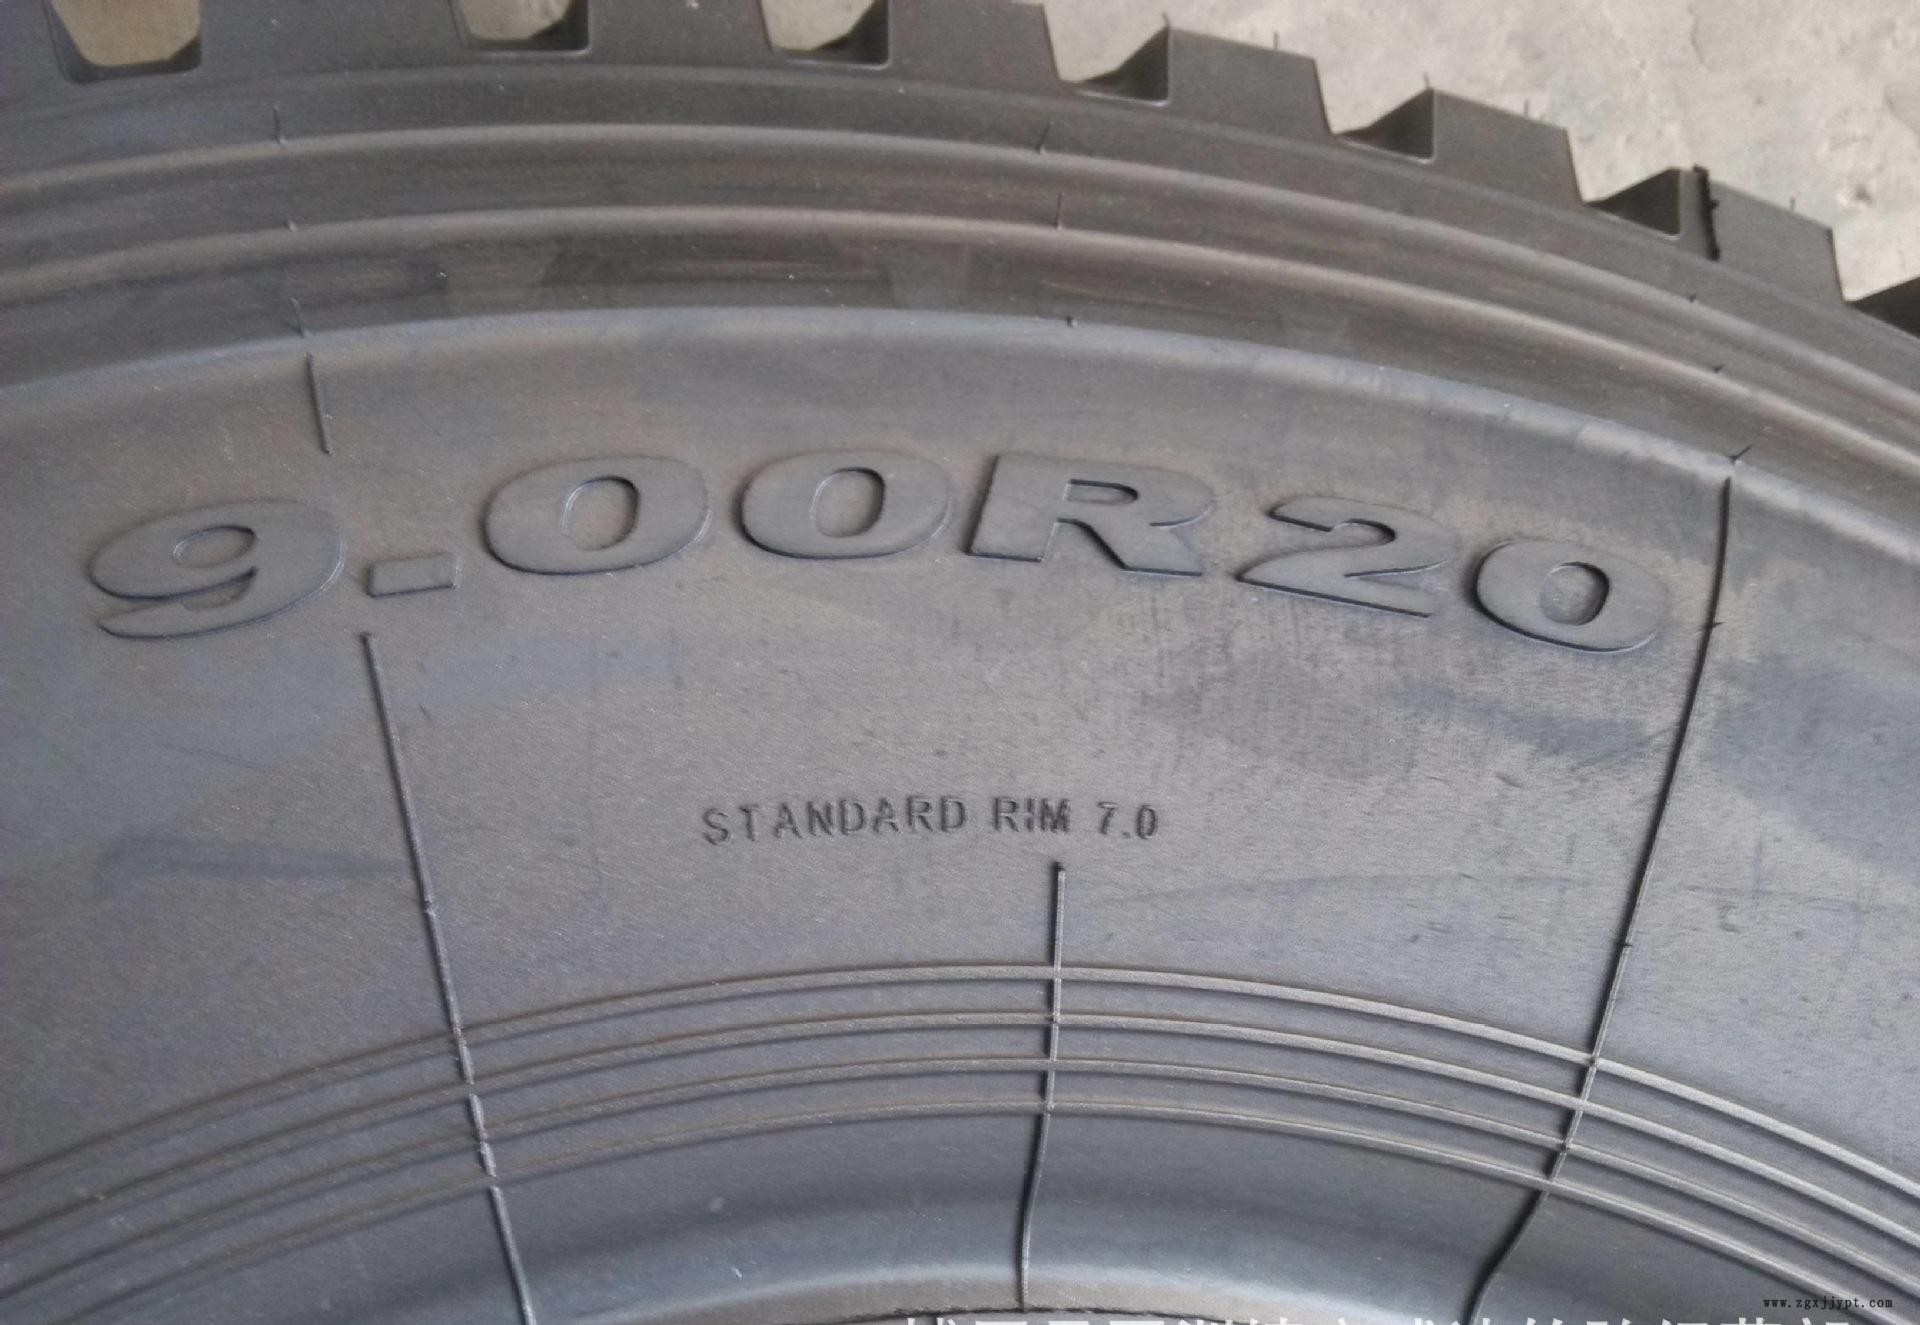 9.00R20
STANDARD RIM 7.0
www.zgxjjypt.com